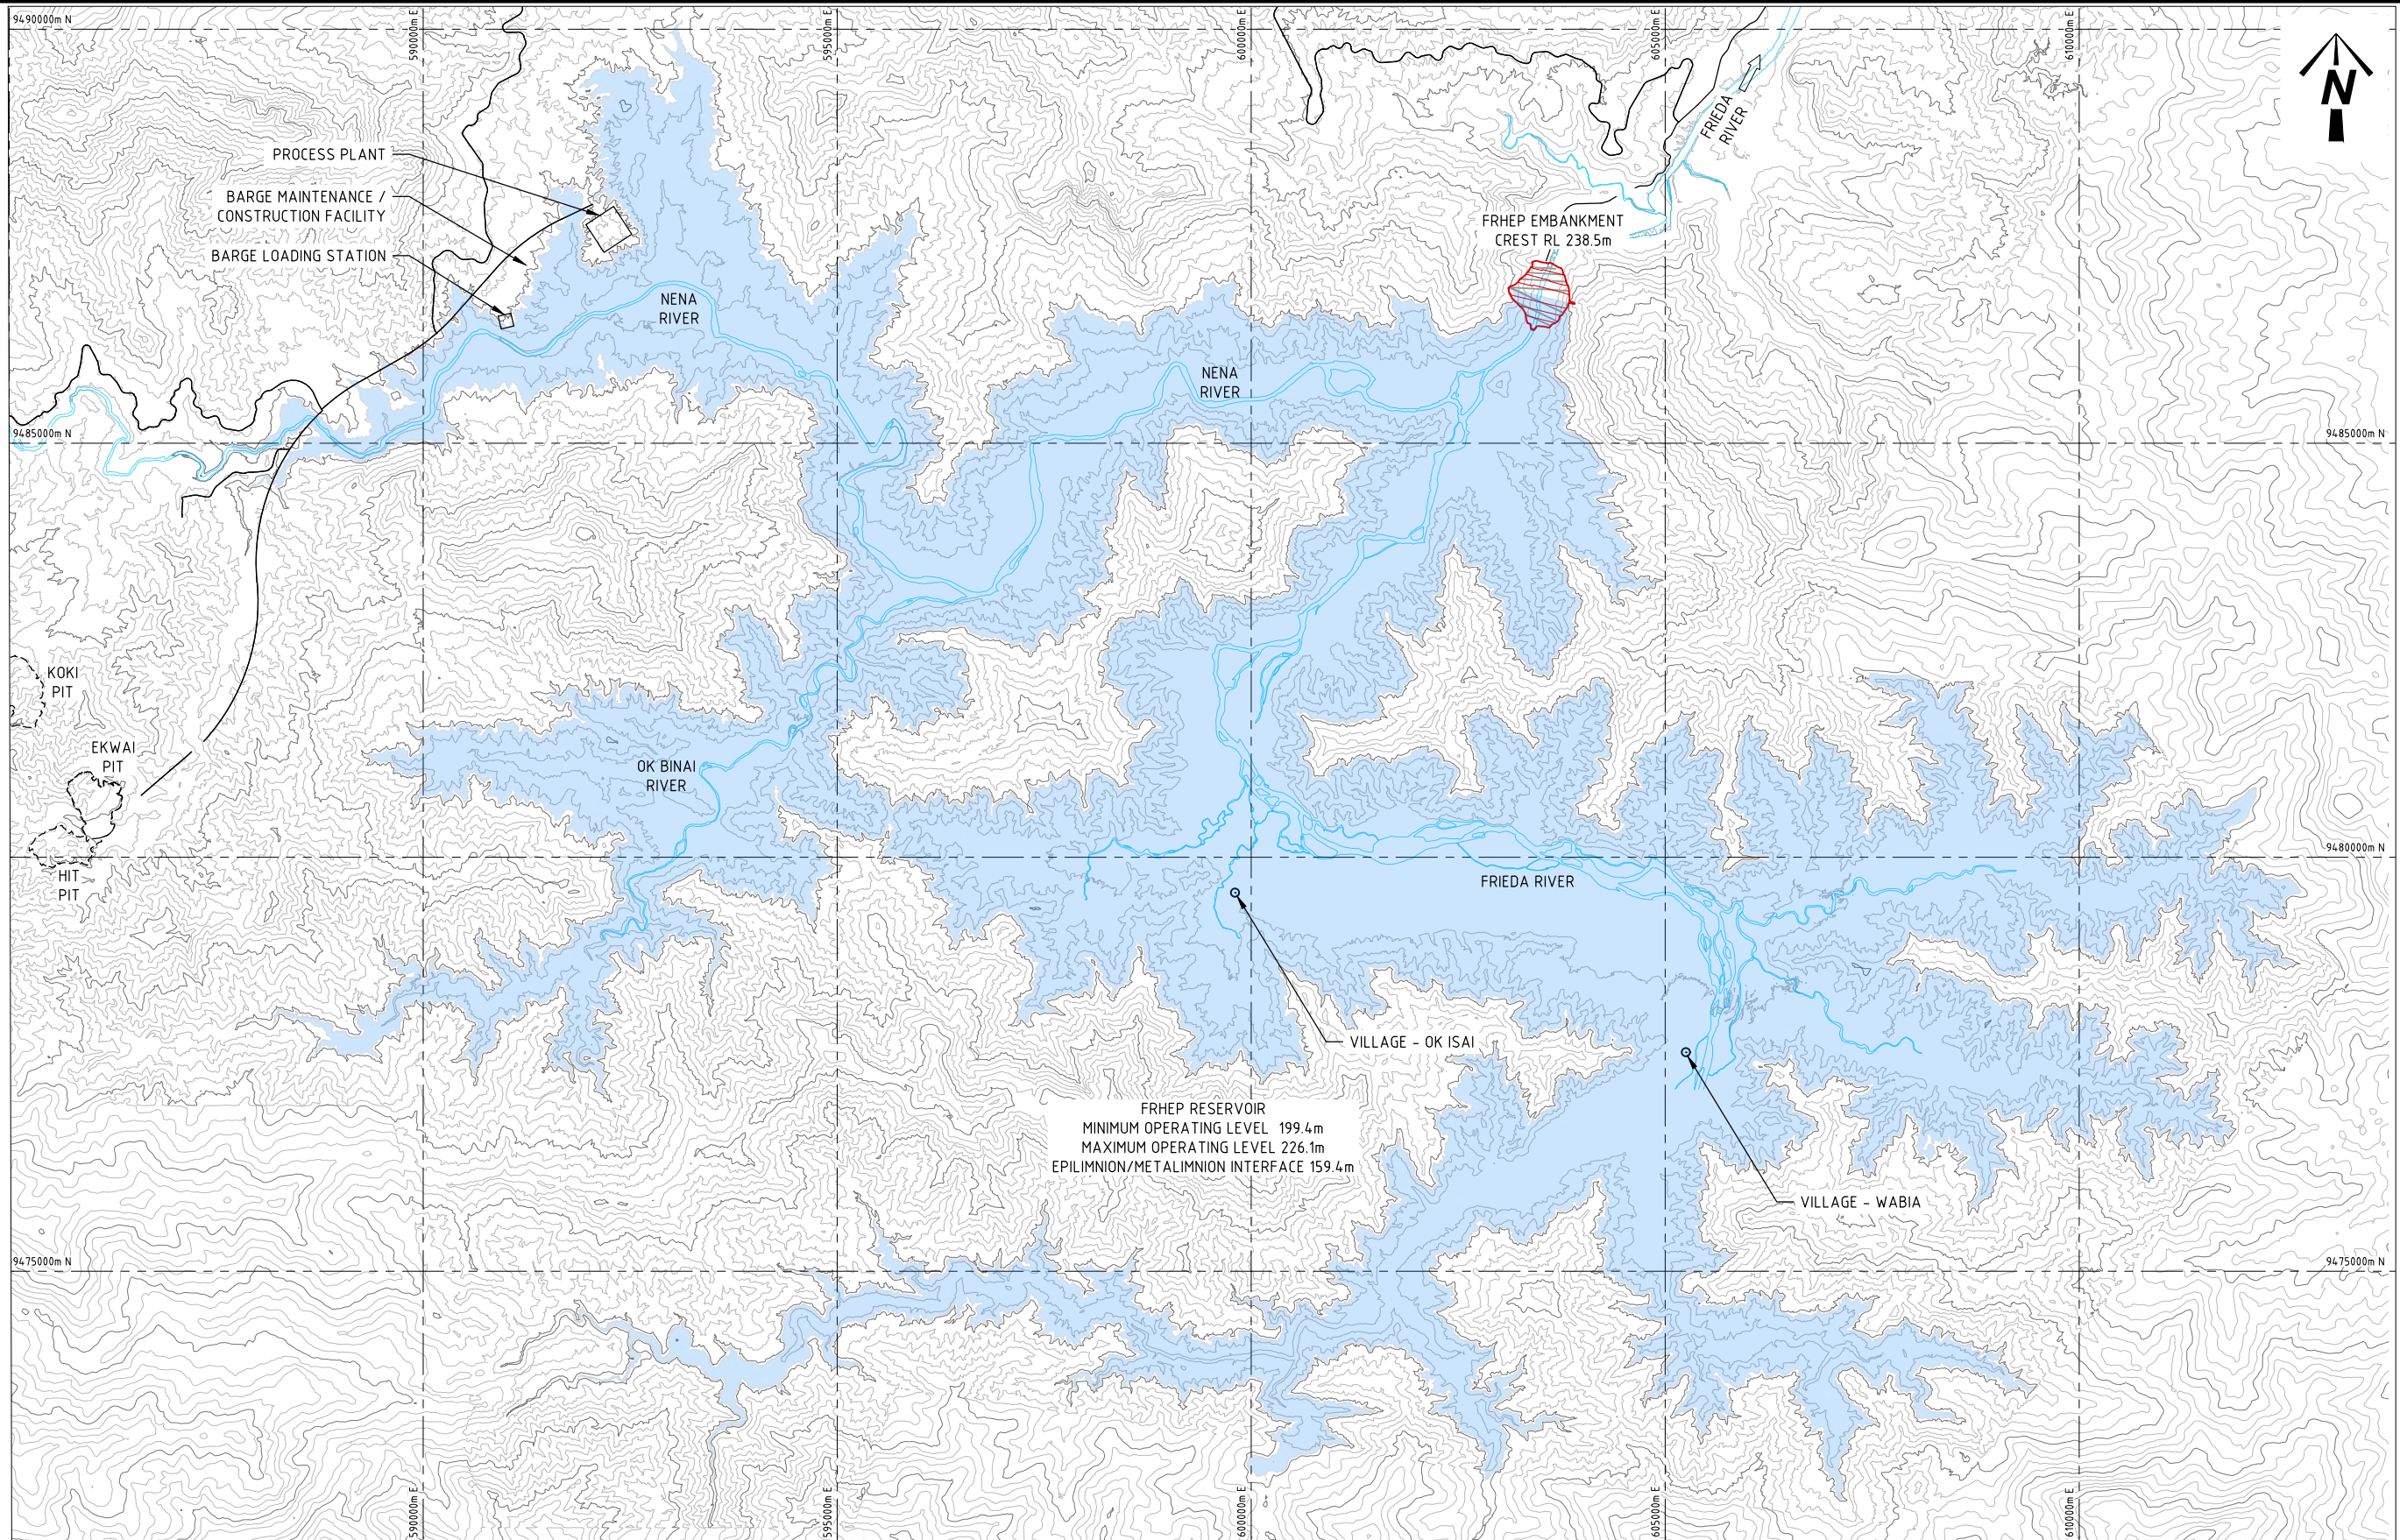 9490000m N
590000m E
595000m E
600000m E
605000m E
610000m E
N
FRIEDA
RIVER
PROCESS PLANT
BARGE MAINTENANCE /
CONSTRUCTION FACILITY
BARGE LOADING STATION
FRHEP EMBANKMENT
CREST RL 238.5m
NENA
RIVER
NENA
RIVER
9485000m N
9485000m N
KOKI
PIT
EKWAI
PIT
HIT
PIT
OK BINAI
RIVER
9480000m N
FRIEDA RIVER
VILLAGE - OK ISAI
FRHEP RESERVOIR
MINIMUM OPERATING LEVEL 199.4m
MAXIMUM OPERATING LEVEL 226.1m
EPILIMNION/METALIMNION INTERFACE 159.4m
VILLAGE - WABIA
9475000m N
9475000m N
590000m E
595000m E
600000m E
605000m E
610000m E